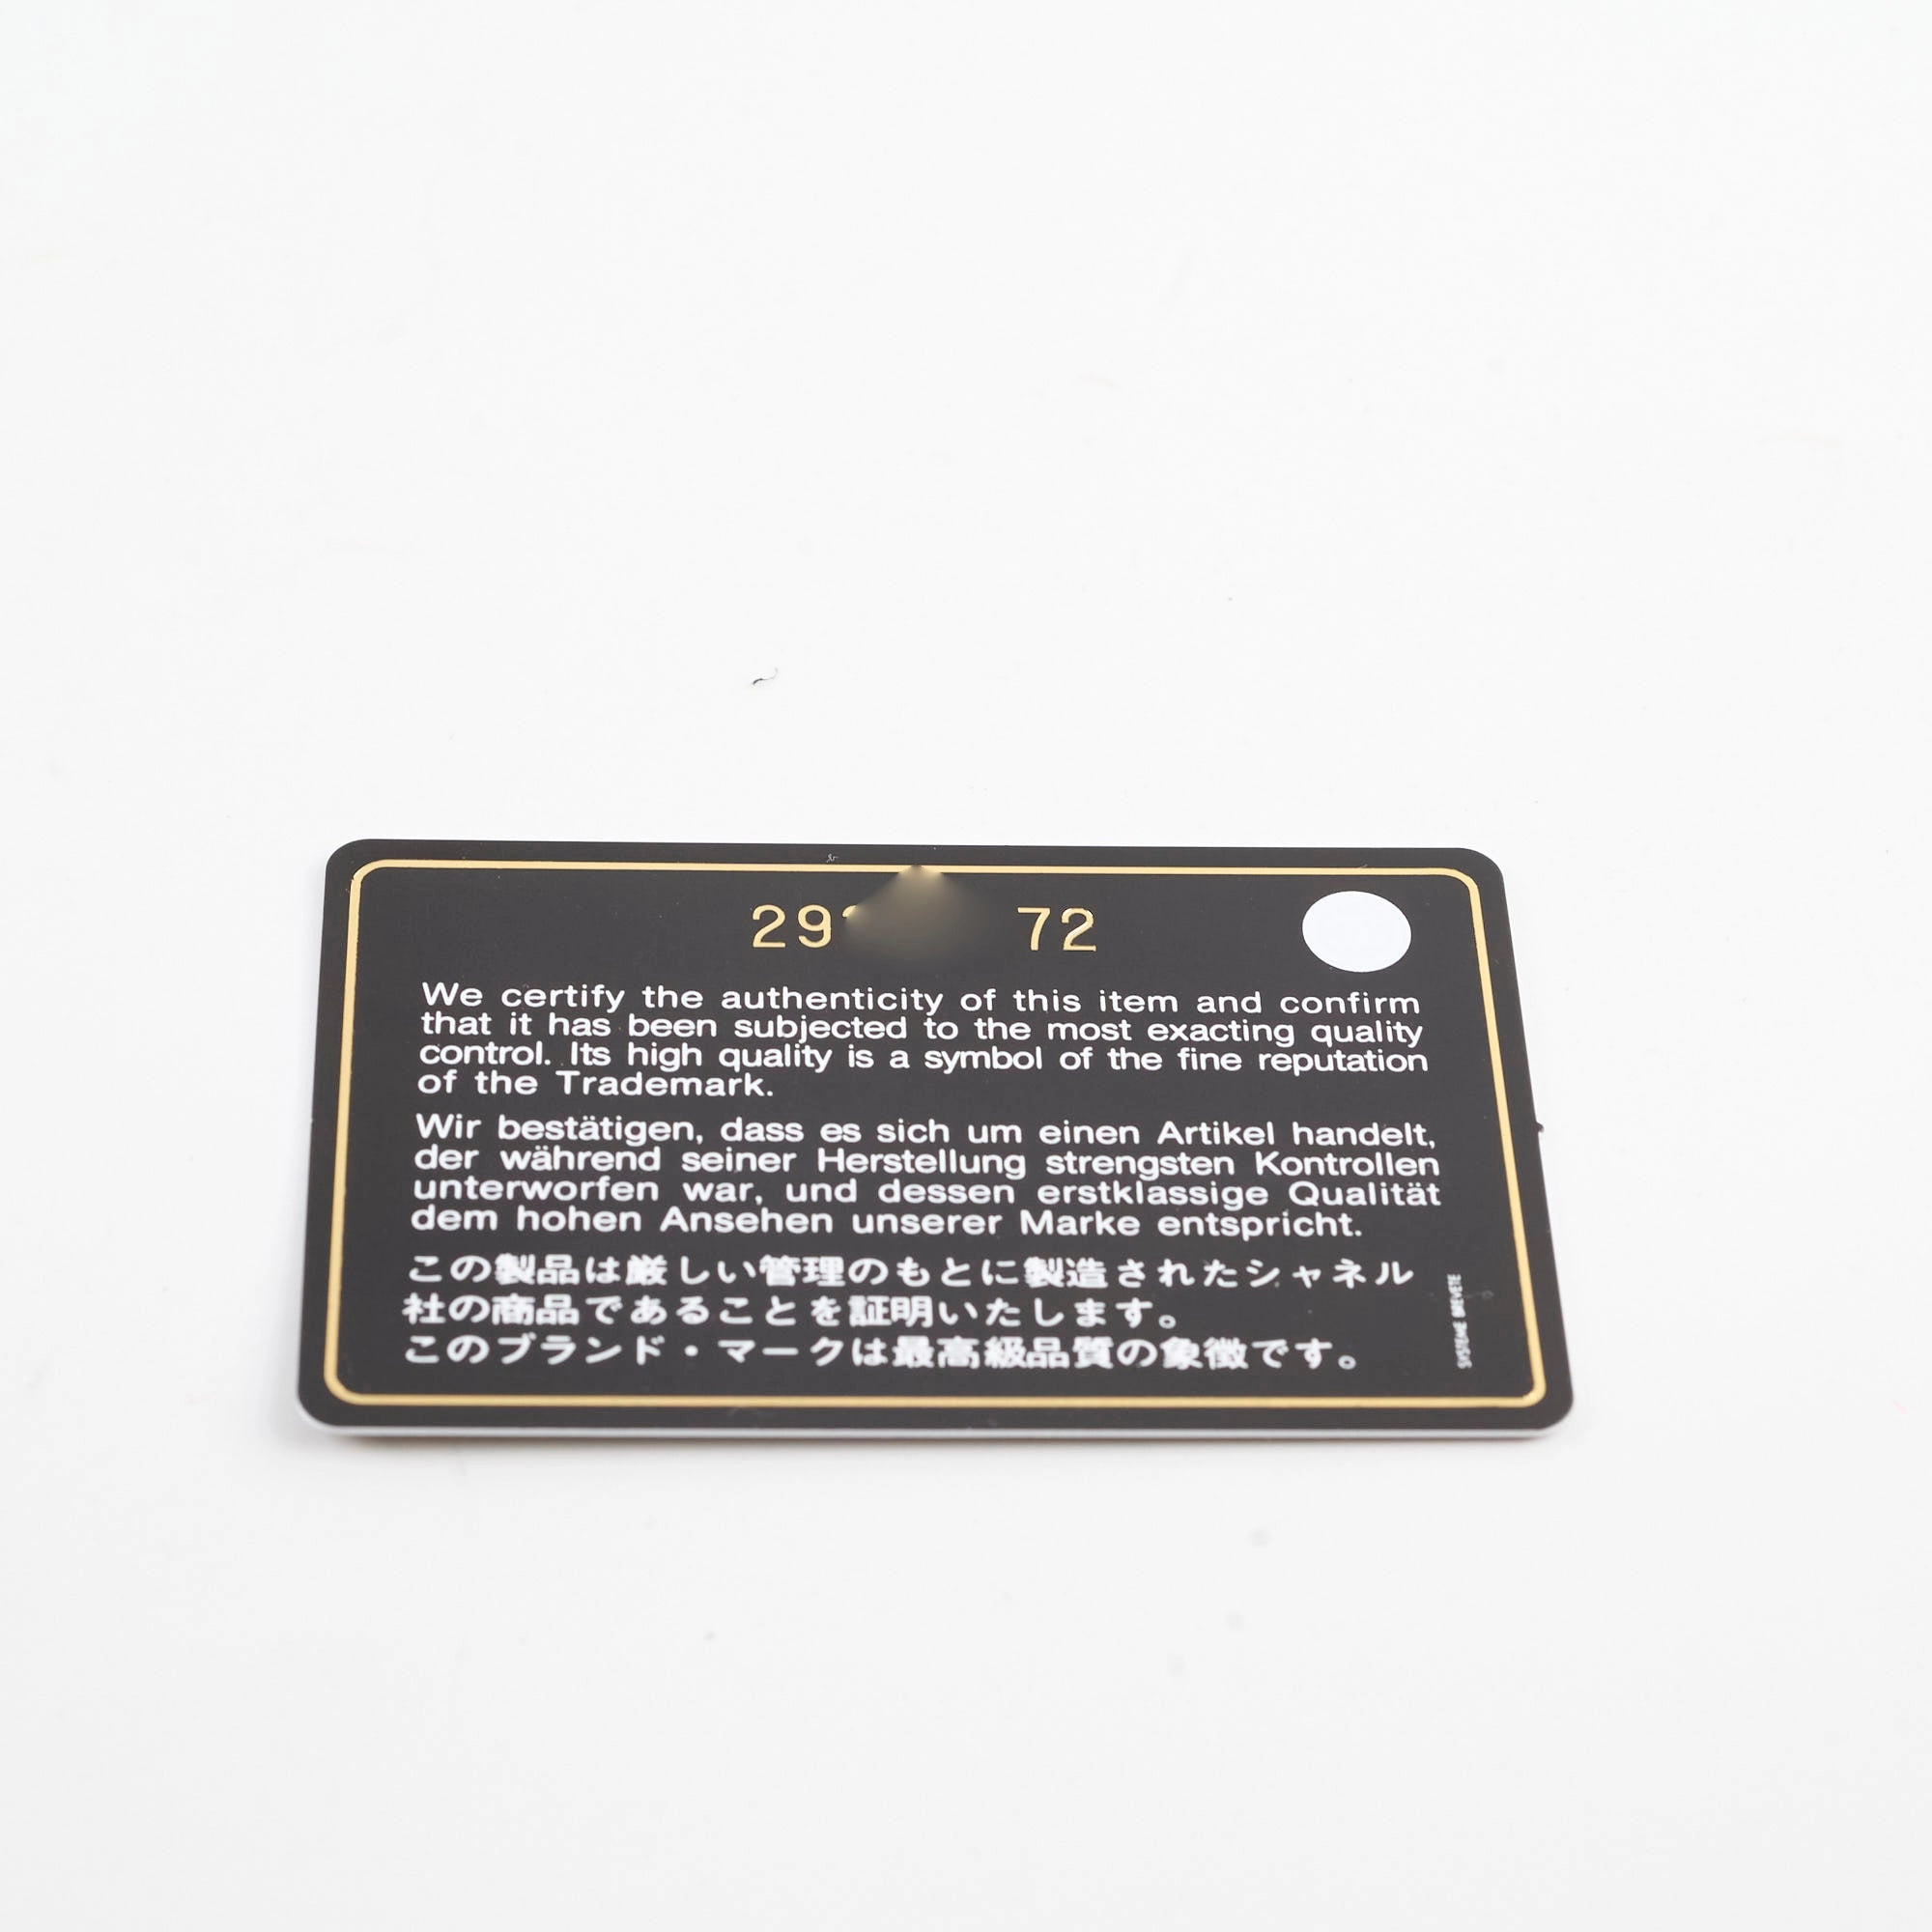 29 72
We certify the authenticity of this item and confirm
that it has been subjected to the most exacting quality
control. Its high quality is a symbol of the fine reputation
of the Trademark.
Wir bestätigen, dass es sich um einen Artikel handelt,
der während seiner Herstellung strengsten Kontrollen
unterworfen war, und dessen erstklassige Qualität
dem hohen Ansehen unserer Marke entspricht.
この製品は厳しい管理のもとに製造されたシャネル
社の商品であることを証明いたします。
このブランド・マークは最高級品質の象徴です。
SYSTEME BREVETE